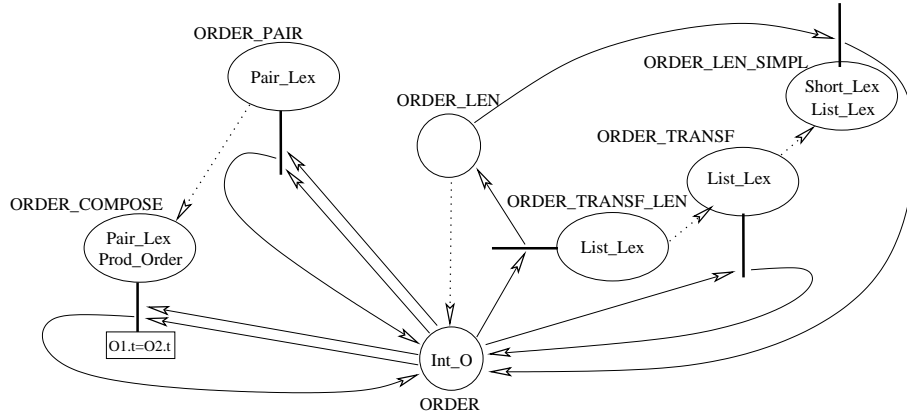 ORDER_PAIR
Pair_Lex
ORDER_LEN_SIMPL
Short_Lex
List_Lex
ORDER_LEN
ORDER_TRANSF
List_Lex
ORDER_COMPOSE
Pair_Lex
Prod_Order
ORDER_TRANSF_LEN
List_Lex
O1.t=O2.t
Int_O
ORDER